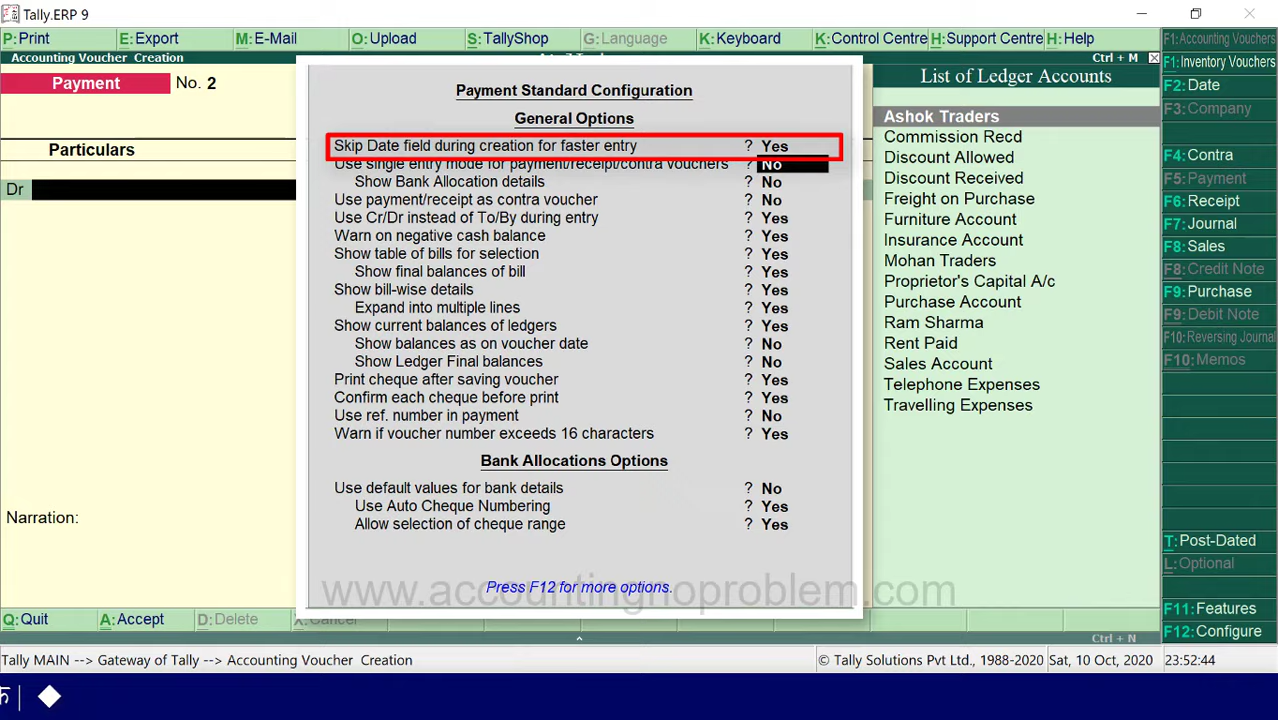 Tally.ERP 9
P:Print E:Export M:E-Mail O:Upload S:TallyShop G:Language K:Keyboard K:Control Centre H:Support Centre H:Help
Accounting Voucher Creation
Ctrl + M
Payment No. 2
Particulars
Dr
Narration:
Payment Standard Configuration
General Options
Skip Date field during creation for faster entry ? Yes
Use single entry mode for payment/receipt/contra vouchers ? No
Show Bank Allocation details ? No
Use payment/receipt as contra voucher ? No
Use Cr/Dr instead of To/By during entry ? Yes
Warn on negative cash balance ? Yes
Show table of bills for selection ? Yes
Show final balances of bill ? Yes
Show bill-wise details ? Yes
Expand into multiple lines ? Yes
Show current balances of ledgers ? Yes
Show balances as on voucher date ? No
Show Ledger Final balances ? No
Print cheque after saving voucher ? Yes
Confirm each cheque before print ? Yes
Use ref. number in payment ? No
Warn if voucher number exceeds 16 characters ? Yes
Bank Allocations Options
Use default values for bank details ? No
Use Auto Cheque Numbering ? Yes
Allow selection of cheque range ? Yes
Press F12 for more options.
www.accountingnoproblem.com
List of Ledger Accounts
Ashok Traders
Commission Recd
Discount Allowed
Discount Received
Freight on Purchase
Furniture Account
Insurance Account
Mohan Traders
Proprietor's Capital A/c
Purchase Account
Ram Sharma
Rent Paid
Sales Account
Telephone Expenses
Travelling Expenses
F1:Accounting Vouchers
F1:Inventory Vouchers
F2:Date
F3:Company
F4:Contra
F5:Payment
F6:Receipt
F7:Journal
F8:Sales
F8:Credit Note
F9:Purchase
F9:Debit Note
F10:Reversing Journal
F10:Memos
T:Post-Dated
L:Optional
F11:Features
F12:Configure
Q:Quit A:Accept D:Delete X:Cancel
Ctrl + N
Tally MAIN --> Gateway of Tally --> Accounting Voucher Creation
© Tally Solutions Pvt Ltd., 1988-2020 Sat, 10 Oct, 2020 23:52:44